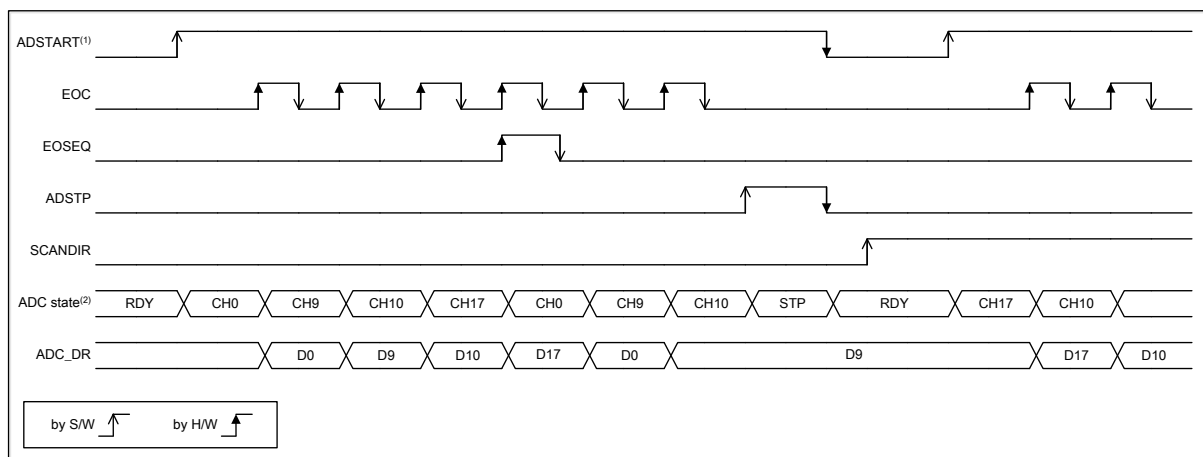 ADSTART(1)
EOC
EOSEQ
ADSTP
SCANDIR
ADC state(2) RDY CH0 CH9 CH10 CH17 CH0 CH9 CH10 STP RDY CH17 CH10
ADC_DR D0 D9 D10 D17 D0 D9 D17 D10
by S/W by H/W